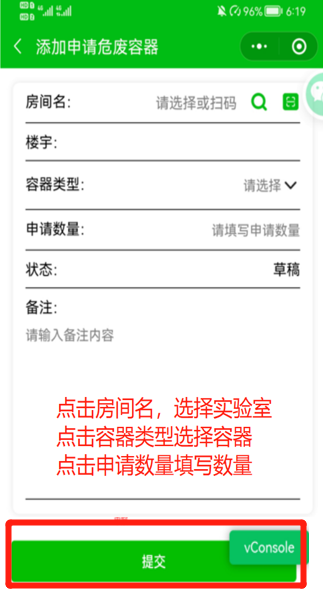 96% 6:19
添加申请危废容器
房间名： 请选择或扫码
楼宇：
容器类型： 请选择
申请数量： 请填写申请数量
状态： 草稿
备注：
请输入备注内容
点击房间名，选择实验室
点击容器类型选择容器
点击申请数量填写数量
提交
vConsole